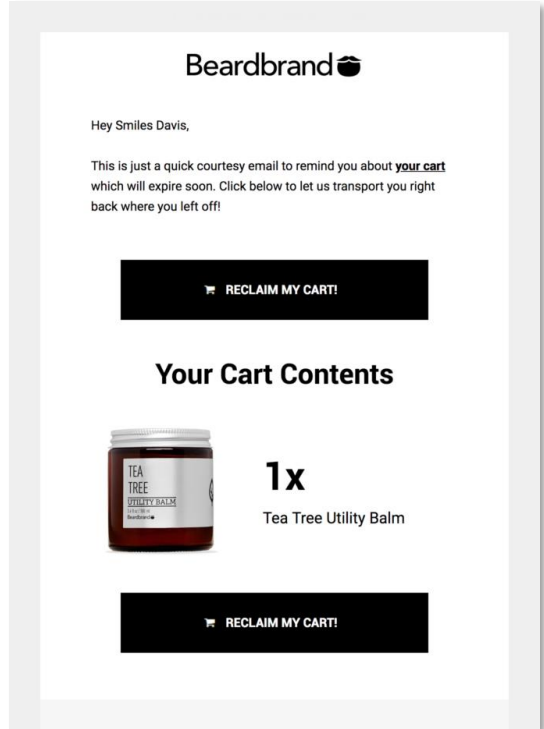 Beardbrand
Hey Smiles Davis,
This is just a quick courtesy email to remind you about your cart
which will expire soon. Click below to let us transport you right
back where you left off!
RECLAIM MY CART!
Your Cart Contents
TEA
TREE
UTILITY BALM
Beardbrand
1x
Tea Tree Utility Balm
RECLAIM MY CART!